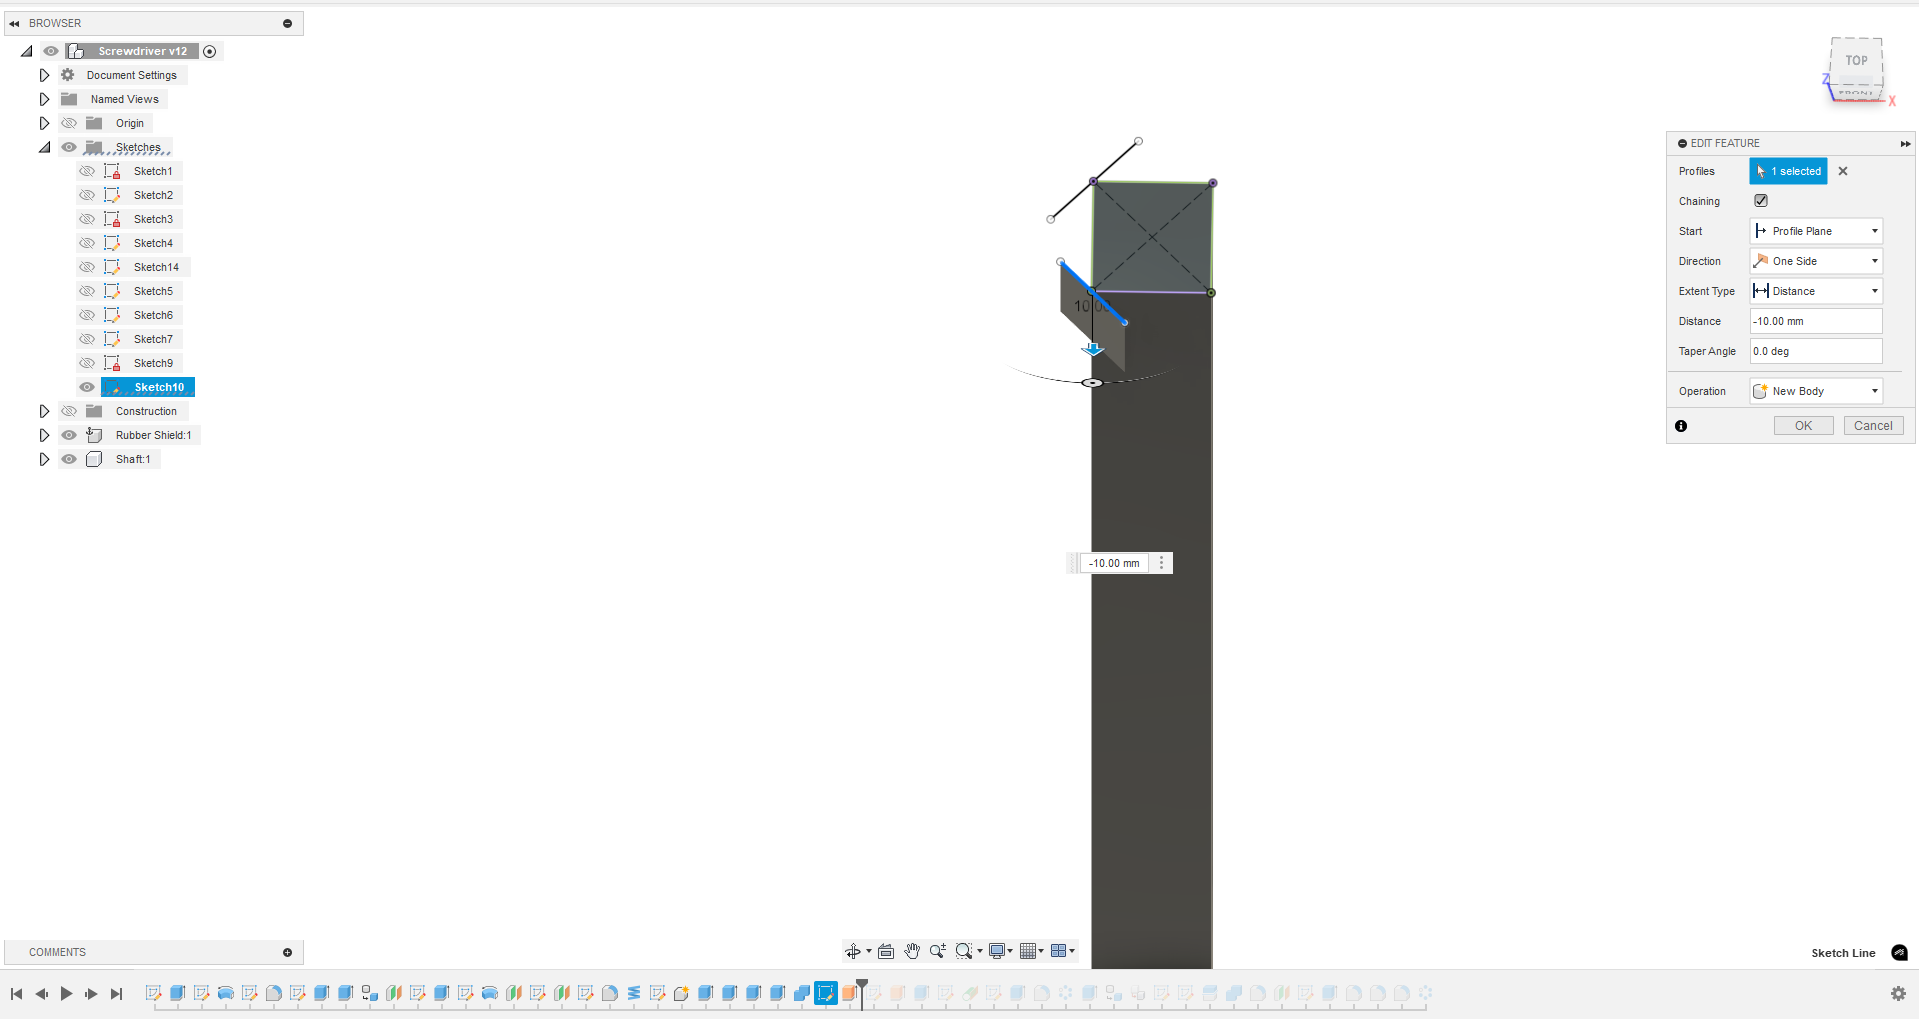 BROWSER
Screwdriver v12
Document Settings
Named Views
Origin
Sketches
Sketch1
Sketch2
Sketch3
Sketch4
Sketch14
Sketch5
Sketch6
Sketch7
Sketch9
Sketch10
Construction
Rubber Shield:1
Shaft:1
10.00
-10.00 mm
TOP
FRONT
Z
X
EDIT FEATURE
Profiles 1 selected
Chaining
Start Profile Plane
Direction One Side
Extent Type Distance
Distance -10.00 mm
Taper Angle 0.0 deg
Operation New Body
OK Cancel
COMMENTS
Sketch Line